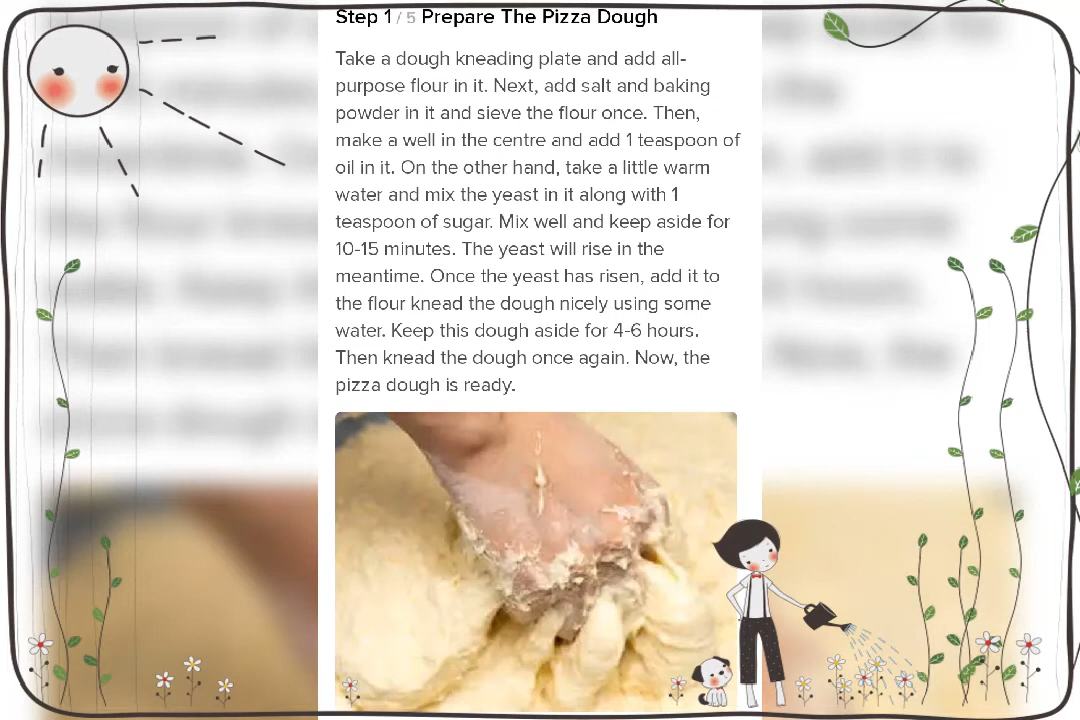 Step 1 / 5 Prepare The Pizza Dough
Take a dough kneading plate and add all-
purpose flour in it. Next, add salt and baking
powder in it and sieve the flour once. Then,
make a well in the centre and add 1 teaspoon of
oil in it. On the other hand, take a little warm
water and mix the yeast in it along with 1
teaspoon of sugar. Mix well and keep aside for
10-15 minutes. The yeast will rise in the
meantime. Once the yeast has risen, add it to
the flour knead the dough nicely using some
water. Keep this dough aside for 4-6 hours.
Then knead the dough once again. Now, the
pizza dough is ready.